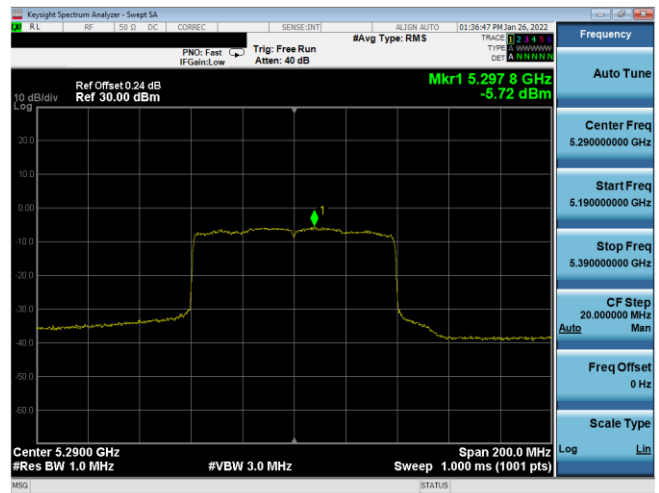 Keysight Spectrum Analyzer - Swept SA
RL RF 50 Ω DC CORREC SENSE:INT ALIGN AUTO 01:36:47 PM Jan 26, 2022
PNO: Fast Trig: Free Run #Avg Type: RMS TRACE 1 2 3 4 5 6
IFGain:Low Atten: 40 dB TYPE A WWWWW
DET A N N N N N
Ref Offset 0.24 dB Mkr1 5.297 8 GHz
10 dB/div Ref 30.00 dBm -5.72 dBm
Log
20.0
10.0
0.00
-10.0
-20.0
-30.0
-40.0
-50.0
-60.0
1
Center 5.2900 GHz Span 200.0 MHz
#Res BW 1.0 MHz #VBW 3.0 MHz Sweep 1.000 ms (1001 pts)
MSG STATUS
Frequency
Auto Tune
Center Freq
5.290000000 GHz
Start Freq
5.190000000 GHz
Stop Freq
5.390000000 GHz
CF Step
20.000000 MHz
Auto Man
Freq Offset
0 Hz
Scale Type
Log Lin